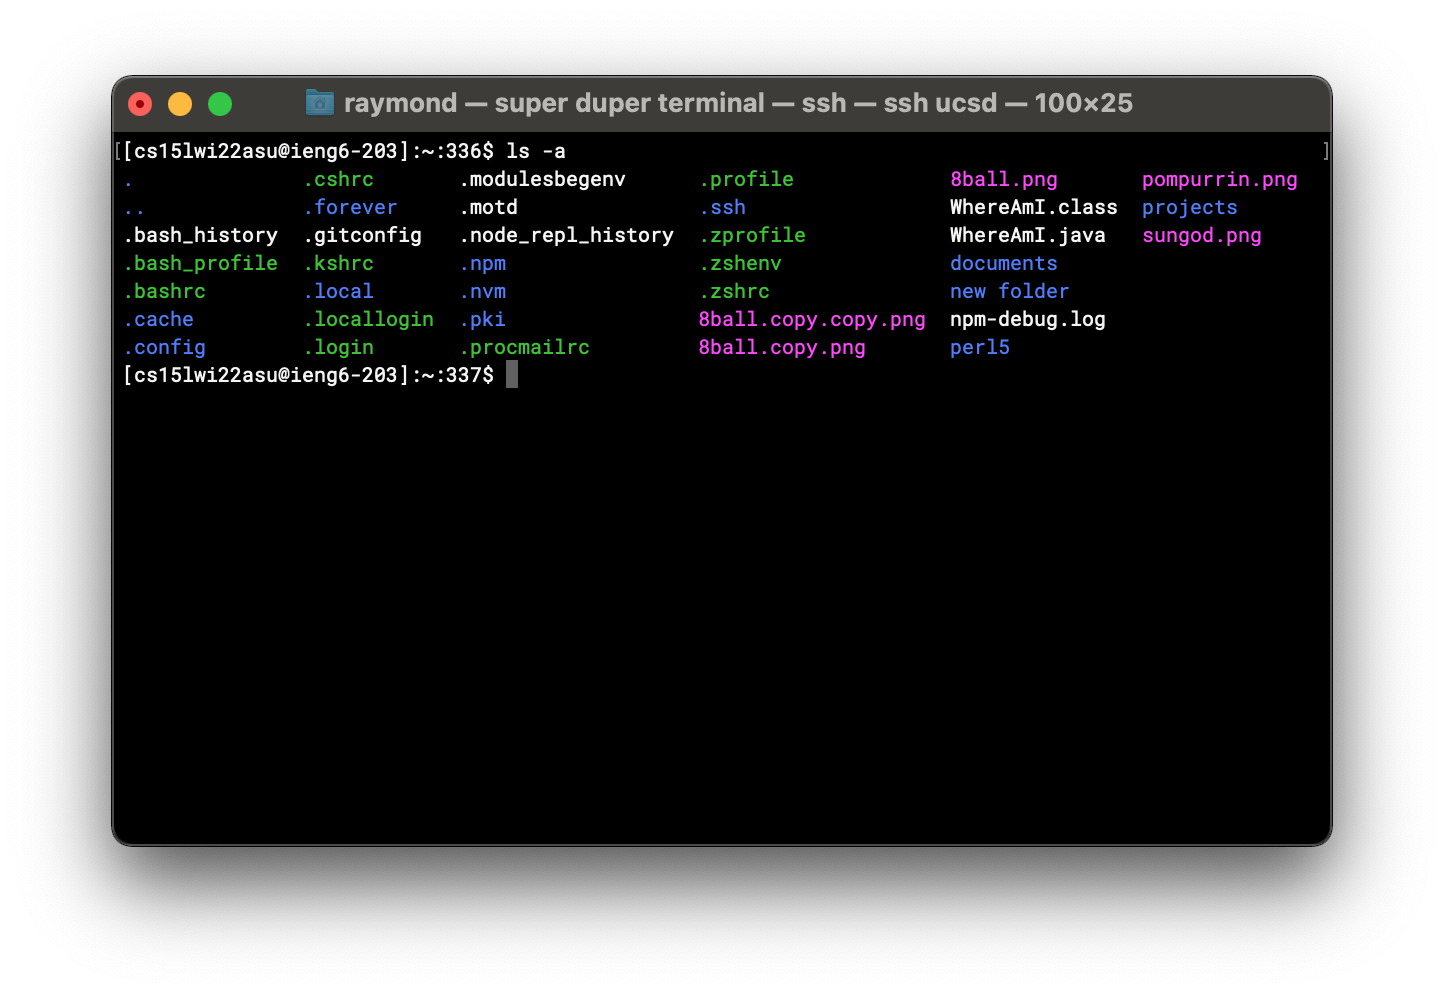 raymond — super duper terminal — ssh — ssh ucsd — 100×25
[[cs15lwi22asu@ieng6-203]:~:336$ ls -a ]
. .cshrc .modulesbegenv .profile 8ball.png pompurrin.png
.. .forever .motd .ssh WhereAmI.class projects
.bash_history .gitconfig .node_repl_history .zprofile WhereAmI.java sungod.png
.bash_profile .kshrc .npm .zshenv documents
.bashrc .local .nvm .zshrc new folder
.cache .locallogin .pki 8ball.copy.copy.png npm-debug.log
.config .login .procmailrc 8ball.copy.png perl5
[cs15lwi22asu@ieng6-203]:~:337$